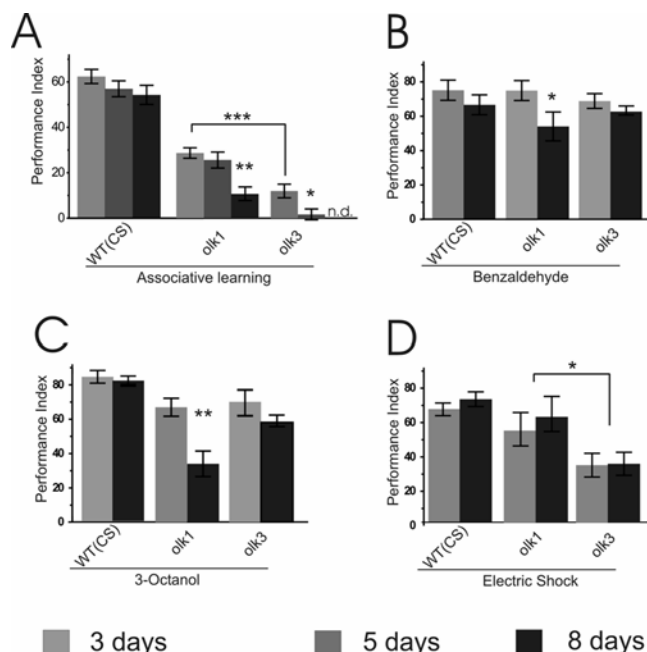 A
Performance Index
60
40
20
0
***
**
*
n.d.
WT(CS)
olk1
olk3
Associative learning
B
Performance Index
100
80
60
40
20
0
*
WT(CS)
olk1
olk3
Benzaldehyde
C
Performance Index
80
60
40
20
0
**
WT(CS)
olk1
olk3
3-Octanol
D
Performance Index
80
60
40
20
0
*
WT(CS)
olk1
olk3
Electric Shock
3 days
5 days
8 days